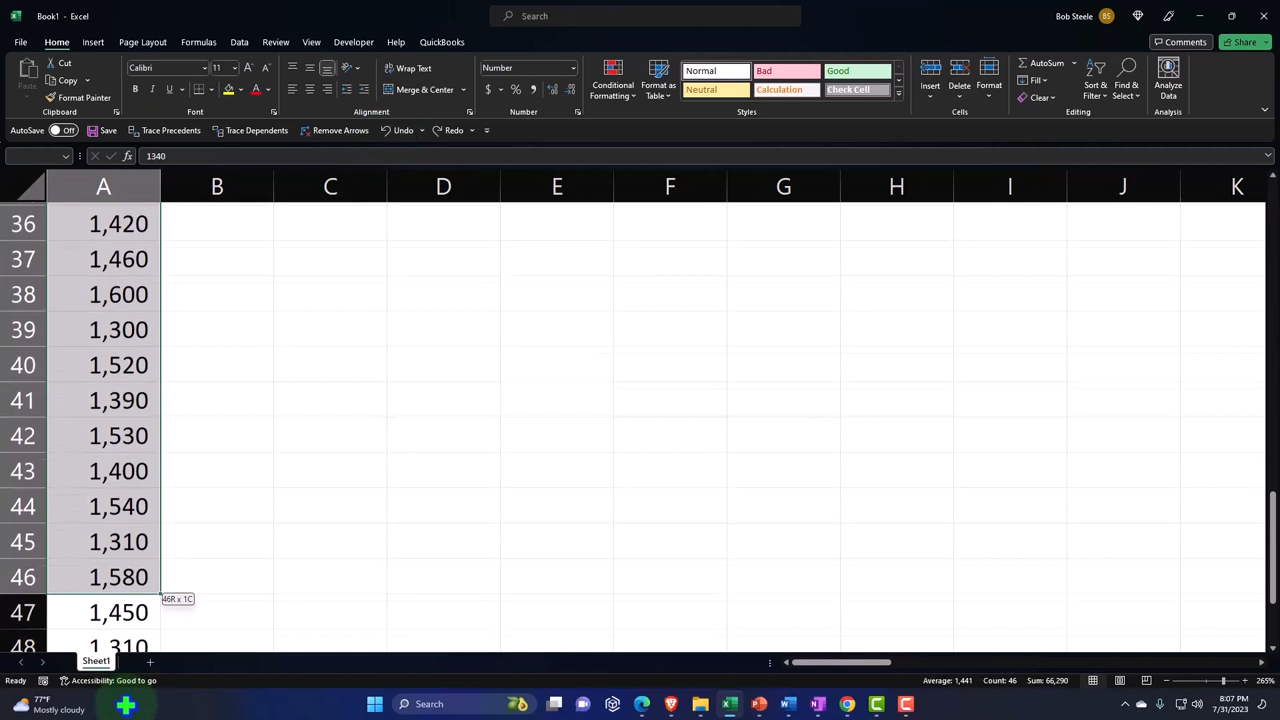 Book1 - Excel
Search
Bob Steele
BS
File Home Insert Page Layout Formulas Data Review View Developer Help QuickBooks
Comments
Share
Cut
Copy
Format Painter
Clipboard
Calibri
11
B I U
Font
Wrap Text
Merge & Center
Alignment
Number
$ % ,
Number
Conditional Formatting
Format as Table
Normal
Bad
Good
Neutral
Calculation
Check Cell
Styles
Insert
Delete
Format
Cells
AutoSum
Fill
Clear
Sort & Filter
Find & Select
Editing
Analyze Data
Analysis
AutoSave Off Save Trace Precedents Trace Dependents Remove Arrows Undo Redo
fx 1340
A B C D E F G H I J K
36 1,420
37 1,460
38 1,600
39 1,300
40 1,520
41 1,390
42 1,530
43 1,400
44 1,540
45 1,310
46 1,580
46R x 1C
47 1,450
48 1,310
Sheet1
Ready Accessibility: Good to go Average: 1,441 Count: 46 Sum: 66,290 265%
77°F
Mostly cloudy
Search
8:07 PM
7/31/2023